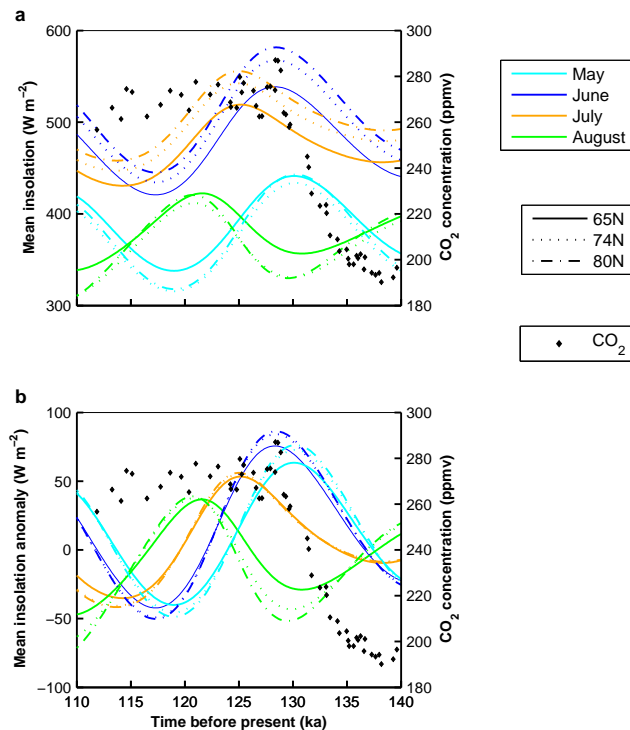 a
600
500
400
300
Mean insolation (W m−2)
300
280
260
240
220
200
180
CO2 concentration (ppmv)
May
June
July
August
65N
74N
80N
CO2
b
100
50
0
−50
−100
Mean insolation anomaly (W m−2)
300
280
260
240
220
200
180
CO2 concentration (ppmv)
110 115 120 125 130 135 140
Time before present (ka)